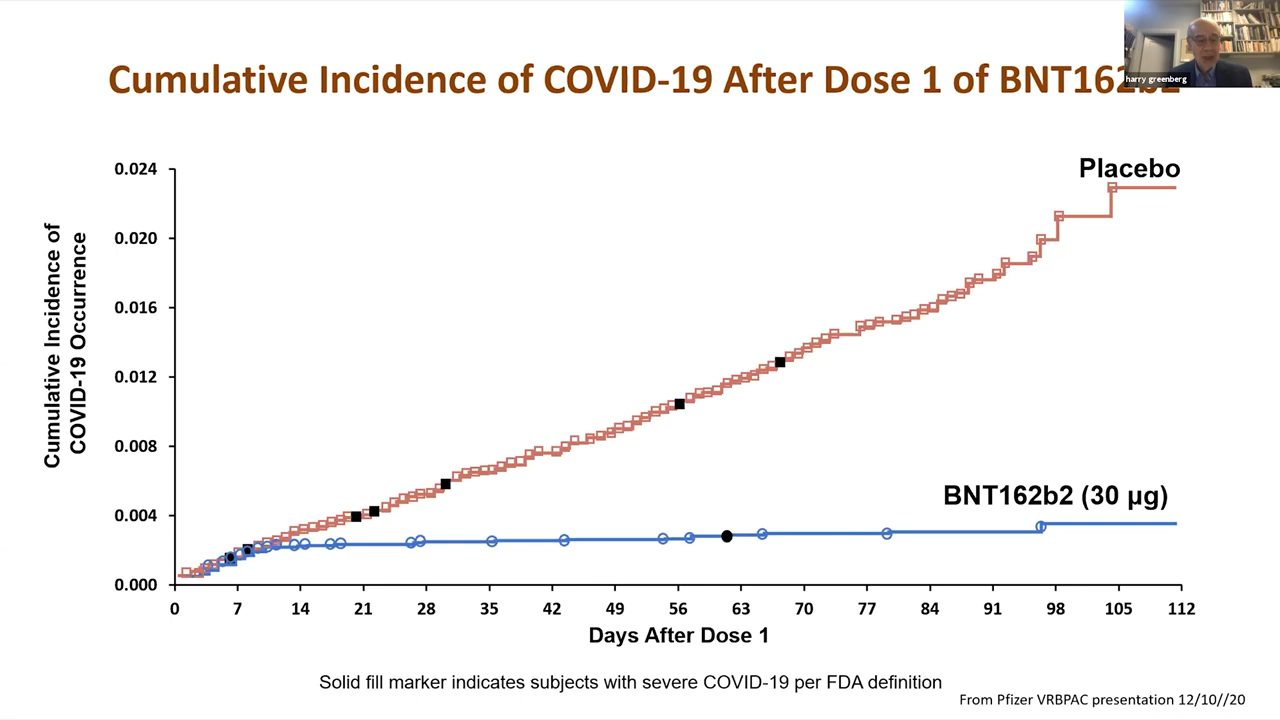 harry greenberg
Cumulative Incidence of COVID-19 After Dose 1 of BNT162b2
Cumulative Incidence of
COVID-19 Occurrence
0.024
0.020
0.016
0.012
0.008
0.004
0.000
Placebo
BNT162b2 (30 µg)
0 7 14 21 28 35 42 49 56 63 70 77 84 91 98 105 112
Days After Dose 1
Solid fill marker indicates subjects with severe COVID-19 per FDA definition
From Pfizer VRBPAC presentation 12/10//20